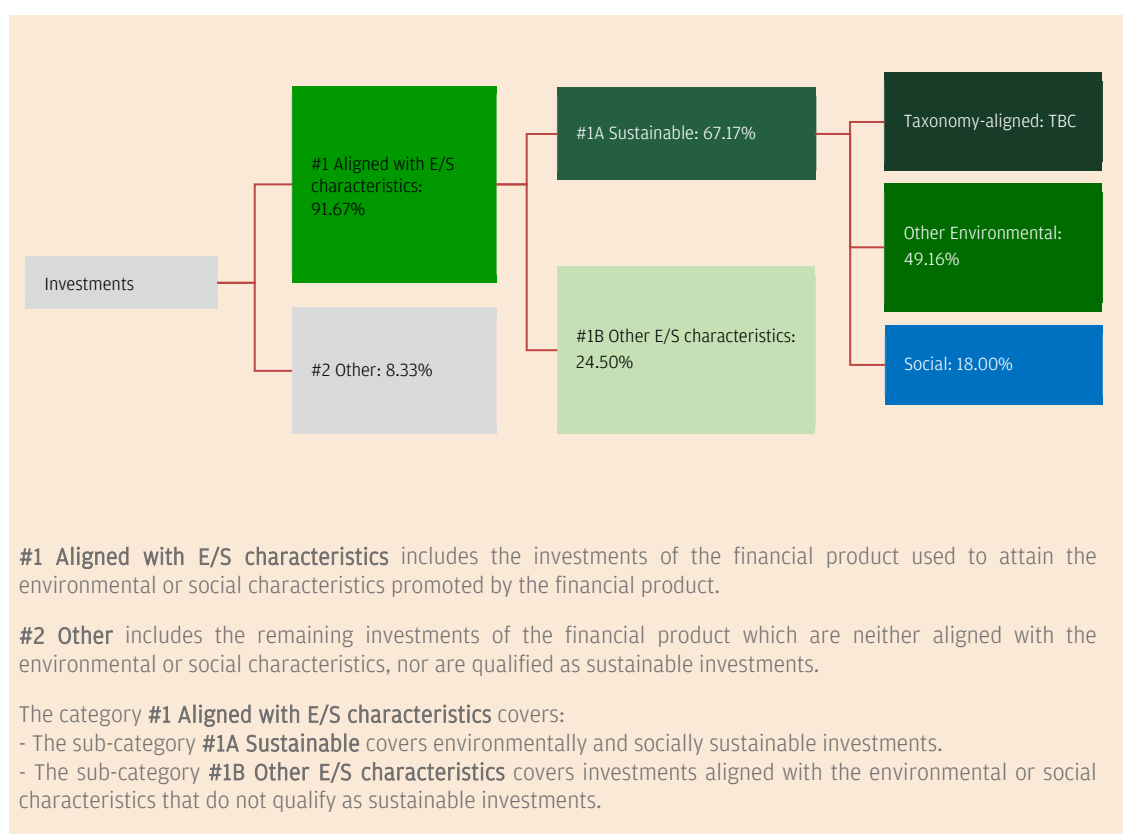 #1 Aligned with E/S
characteristics:
91.67%
#1A Sustainable: 67.17%
Taxonomy-aligned: TBC
Other Environmental:
49.16%
Investments
#2 Other: 8.33%
#1B Other E/S characteristics:
24.50%
Social: 18.00%
#1 Aligned with E/S characteristics includes the investments of the financial product used to attain the
environmental or social characteristics promoted by the financial product.
#2 Other includes the remaining investments of the financial product which are neither aligned with the
environmental or social characteristics, nor are qualified as sustainable investments.
The category #1 Aligned with E/S characteristics covers:
- The sub-category #1A Sustainable covers environmentally and socially sustainable investments.
- The sub-category #1B Other E/S characteristics covers investments aligned with the environmental or social
characteristics that do not qualify as sustainable investments.